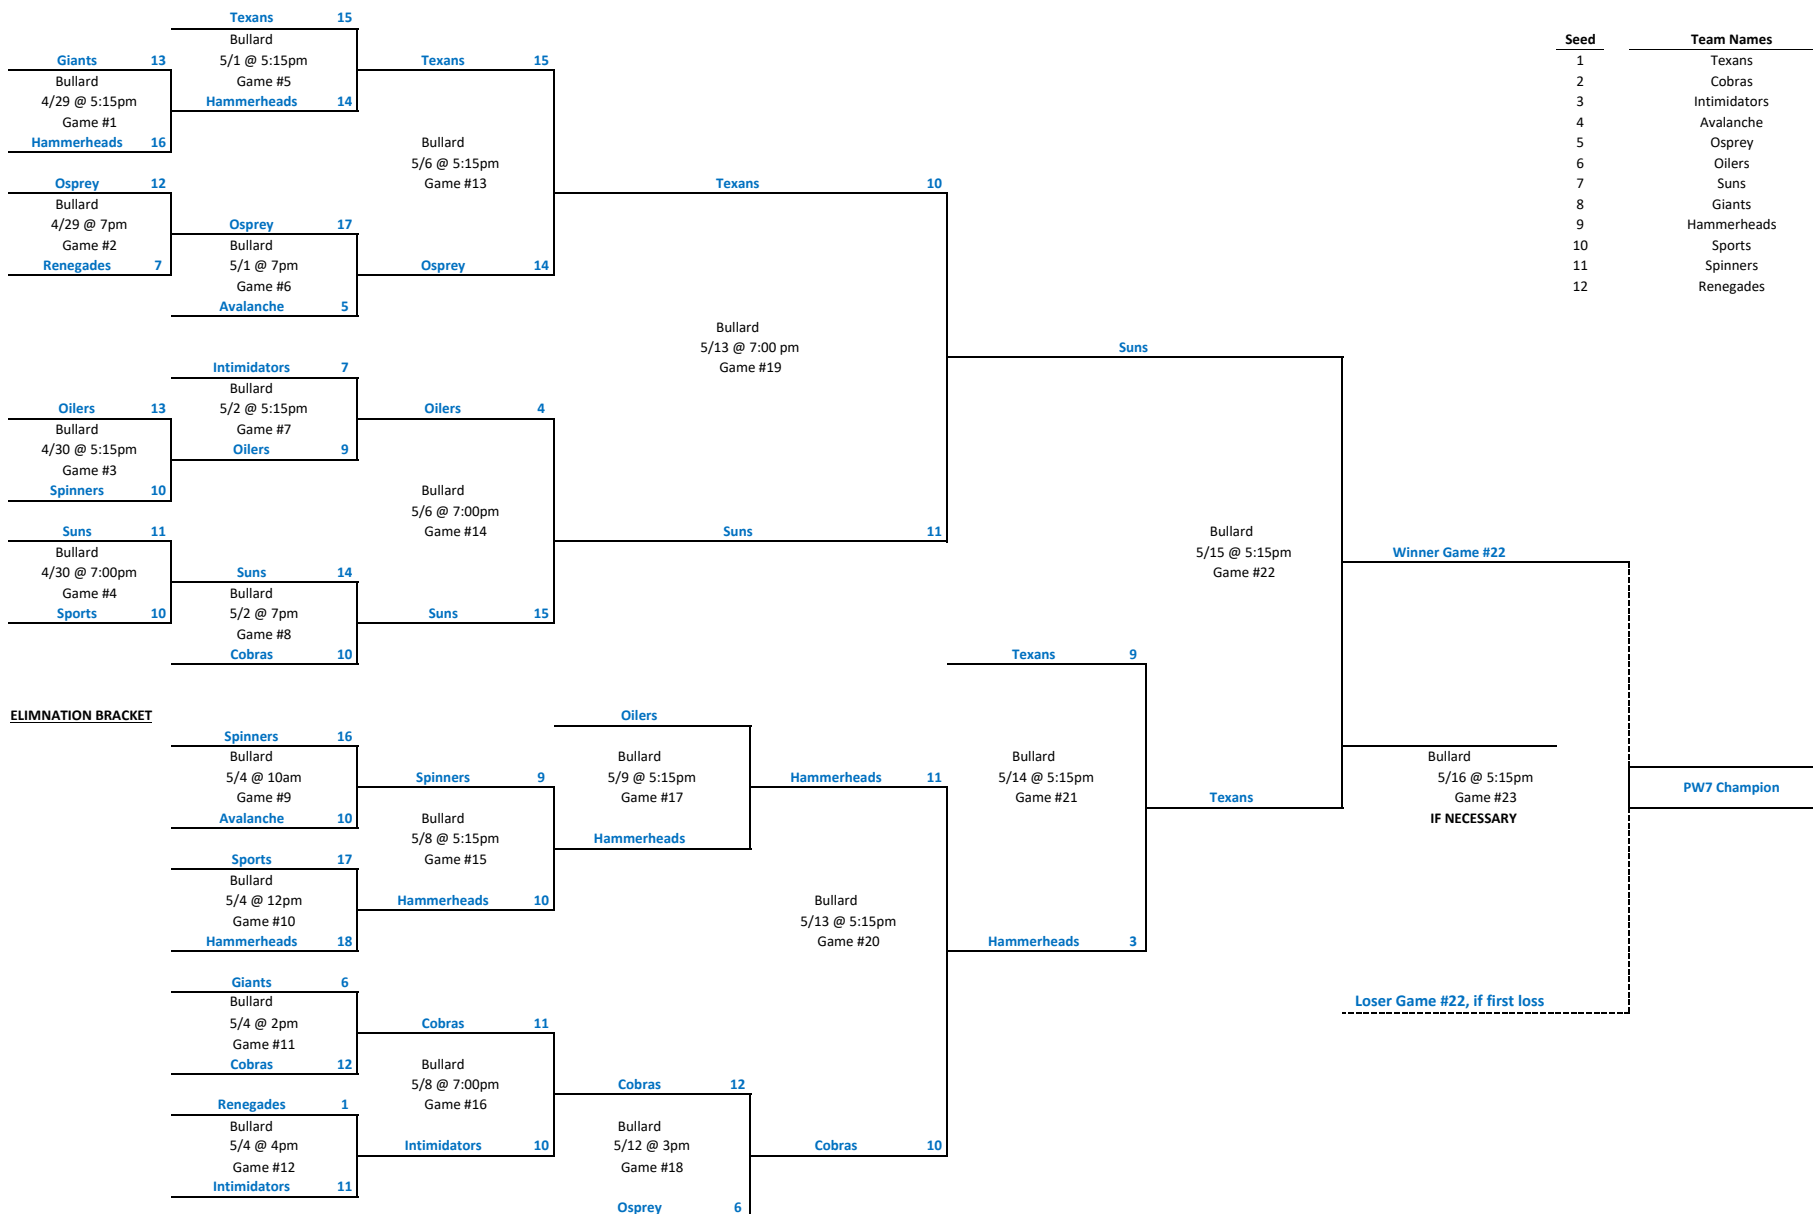 Texans 15
Bullard
5/1 @ 5:15pm
Game #5
Hammerheads 14
Giants 13
Bullard
4/29 @ 5:15pm
Game #1
Hammerheads 16
Texans 15
Bullard
5/6 @ 5:15pm
Game #13
Osprey 14
Osprey 12
Bullard
4/29 @ 7pm
Game #2
Renegades 7
Osprey 17
Bullard
5/1 @ 7pm
Game #6
Avalanche 5
Texans 10
Bullard
5/13 @ 7:00 pm
Game #19
Suns 11
Intimidators 7
Bullard
5/2 @ 5:15pm
Game #7
Oilers 9
Oilers 13
Bullard
4/30 @ 5:15pm
Game #3
Spinners 10
Oilers 4
Bullard
5/6 @ 7:00pm
Game #14
Suns 15
Suns 11
Bullard
4/30 @ 7:00pm
Game #4
Sports 10
Suns 14
Bullard
5/2 @ 7pm
Game #8
Cobras 10
Suns
Bullard
5/15 @ 5:15pm
Game #22
Texans
Winner Game #22
Bullard
5/16 @ 5:15pm
Game #23
IF NECESSARY
Loser Game #22, if first loss
PW7 Champion
Seed Team Names
1 Texans
2 Cobras
3 Intimidators
4 Avalanche
5 Osprey
6 Oilers
7 Suns
8 Giants
9 Hammerheads
10 Sports
11 Spinners
12 Renegades
ELIMNATION BRACKET
Spinners 16
Bullard
5/4 @ 10am
Game #9
Avalanche 10
Sports 17
Bullard
5/4 @ 12pm
Game #10
Hammerheads 18
Spinners 9
Bullard
5/8 @ 5:15pm
Game #15
Hammerheads 10
Oilers
Bullard
5/9 @ 5:15pm
Game #17
Hammerheads
Hammerheads 11
Bullard
5/13 @ 5:15pm
Game #20
Cobras 10
Texans 9
Bullard
5/14 @ 5:15pm
Game #21
Hammerheads 3
Giants 6
Bullard
5/4 @ 2pm
Game #11
Cobras 12
Renegades 1
Bullard
5/4 @ 4pm
Game #12
Intimidators 11
Cobras 11
Bullard
5/8 @ 7:00pm
Game #16
Intimidators 10
Cobras 12
Bullard
5/12 @ 3pm
Game #18
Osprey 6